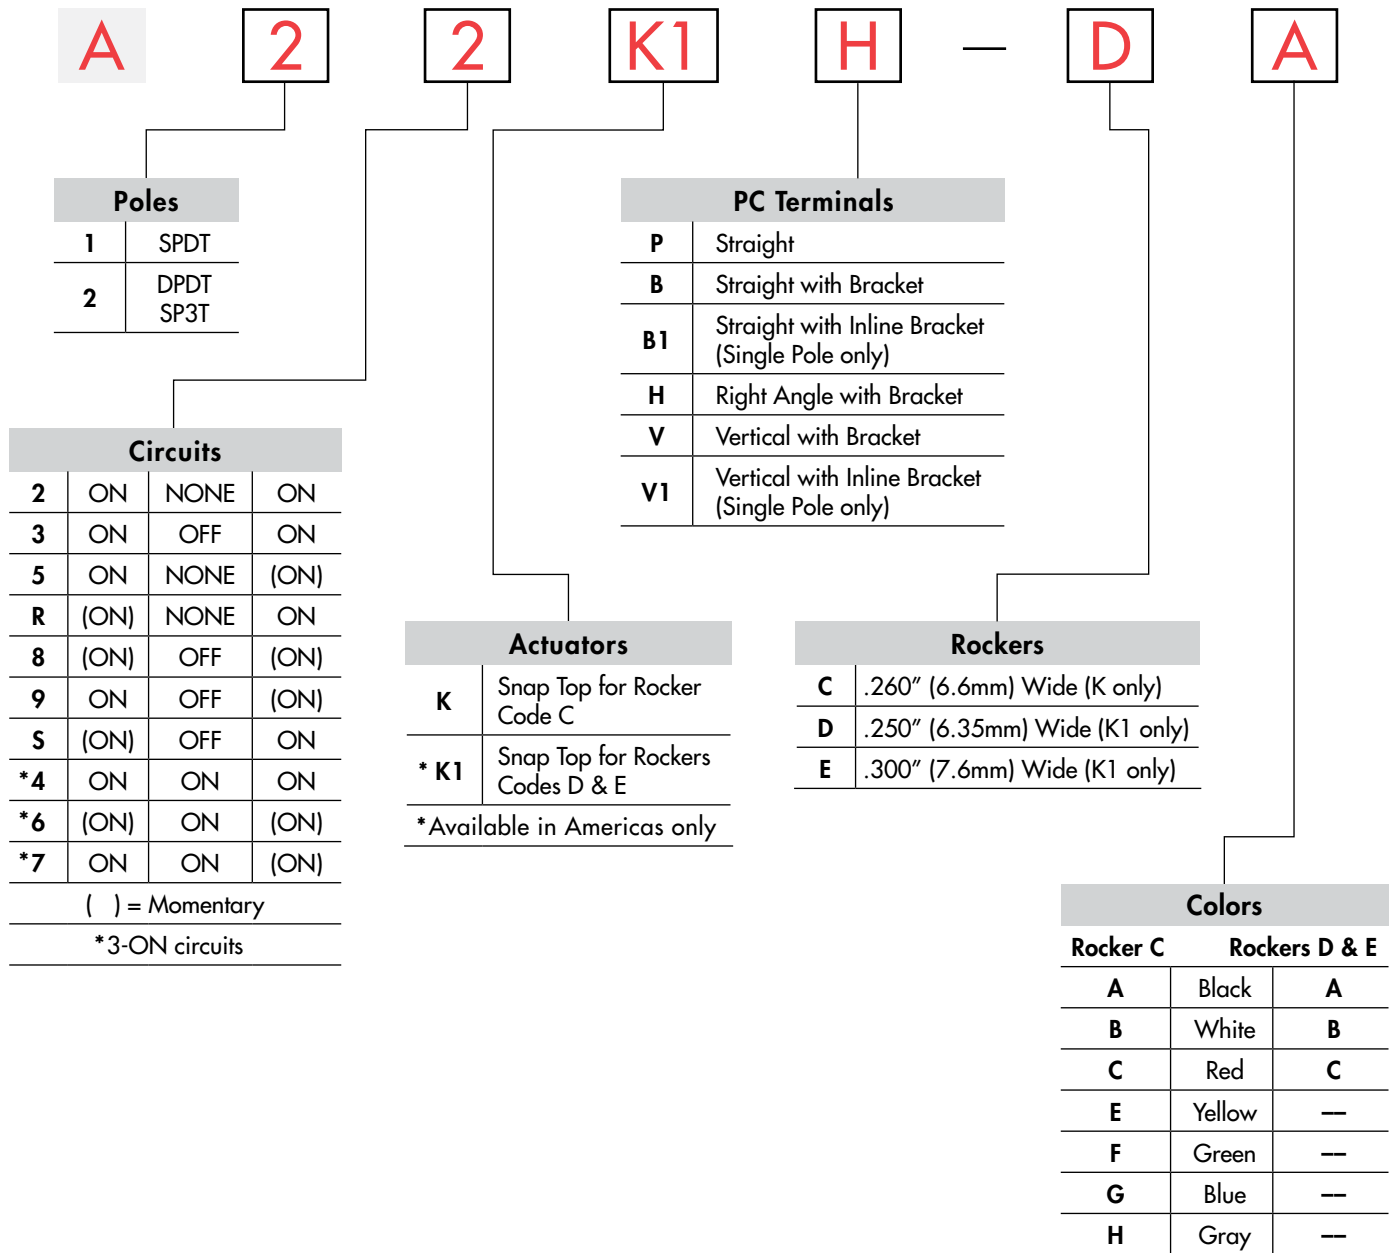 A 2 2 K1 H — D A
Poles
1 SPDT
2 DPDT
SP3T
PC Terminals
P Straight
B Straight with Bracket
B1 Straight with Inline Bracket
(Single Pole only)
H Right Angle with Bracket
V Vertical with Bracket
V1 Vertical with Inline Bracket
(Single Pole only)
Circuits
2 ON NONE ON
3 ON OFF ON
5 ON NONE (ON)
R (ON) NONE ON
8 (ON) OFF (ON)
9 ON OFF (ON)
S (ON) OFF ON
*4 ON ON ON
*6 (ON) ON (ON)
*7 ON ON (ON)
( ) = Momentary
*3-ON circuits
Actuators
K Snap Top for Rocker
Code C
* K1 Snap Top for Rockers
Codes D & E
*Available in Americas only
Rockers
C .260" (6.6mm) Wide (K only)
D .250" (6.35mm) Wide (K1 only)
E .300" (7.6mm) Wide (K1 only)
Colors
Rocker C Rockers D & E
A Black A
B White B
C Red C
E Yellow —
F Green —
G Blue —
H Gray —